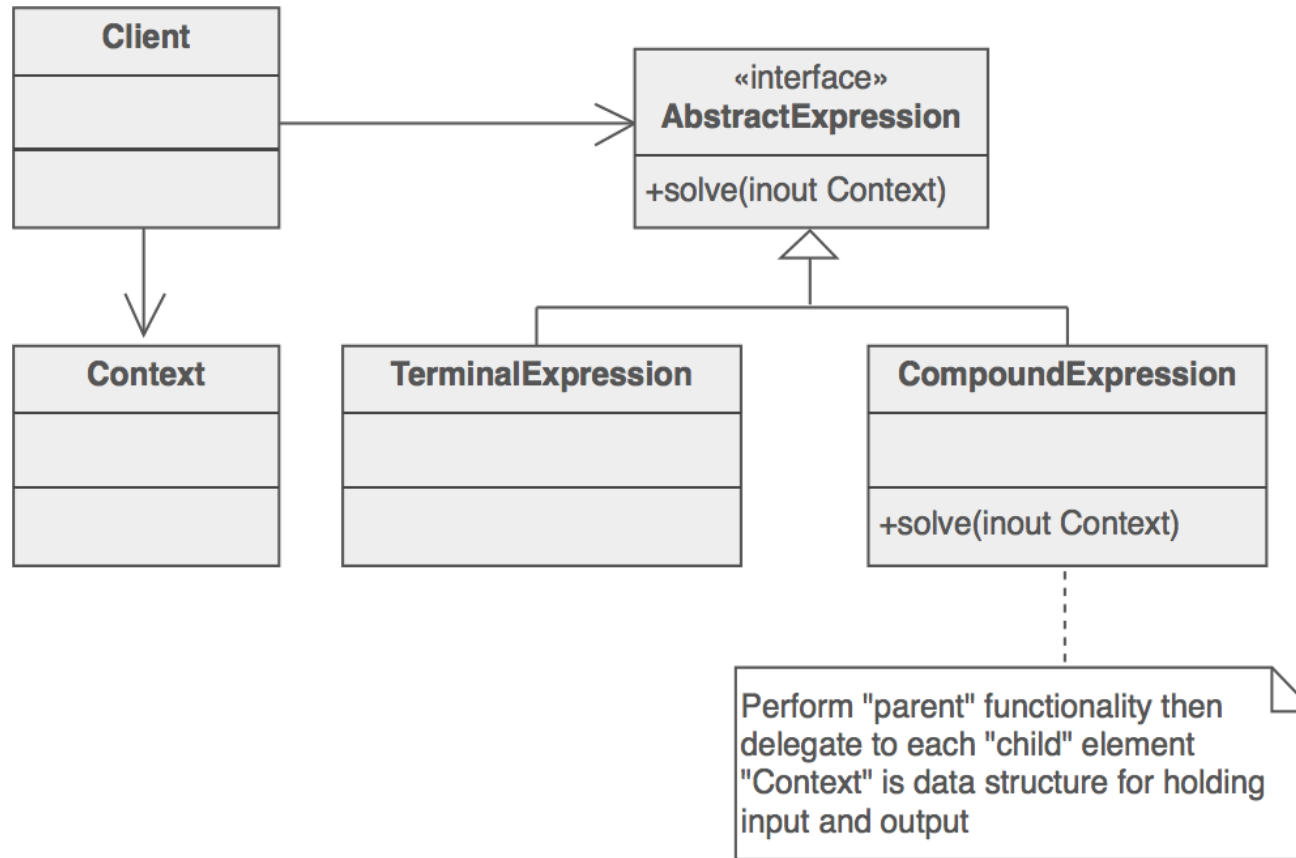 Client
«interface»
AbstractExpression
+solve(inout Context)
Context
TerminalExpression
CompoundExpression
+solve(inout Context)
Perform "parent" functionality then
delegate to each "child" element
"Context" is data structure for holding
input and output